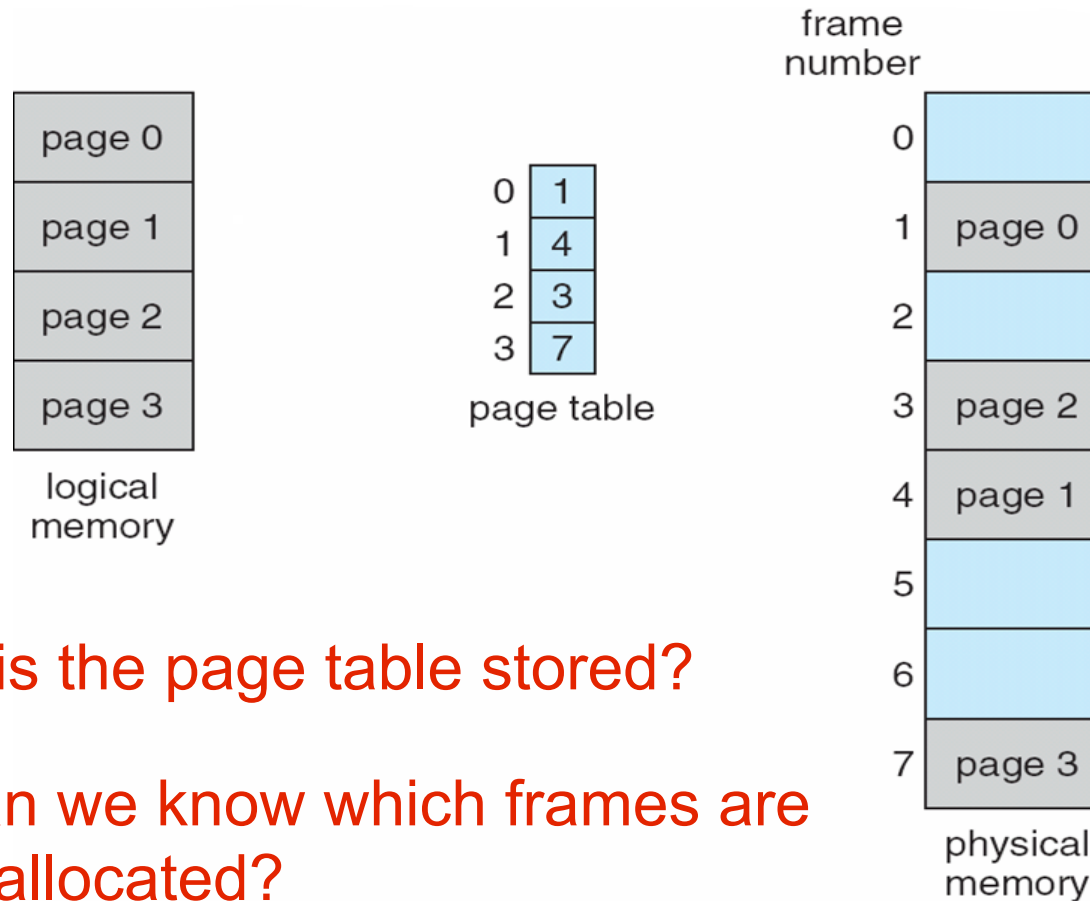 frame
number
page 0
page 1
page 2
page 3
logical
memory
0 1
1 4
2 3
3 7
page table
0
1 page 0
2
3 page 2
4 page 1
5
6
7 page 3
physical
memory
is the page table stored?
n we know which frames are
allocated?